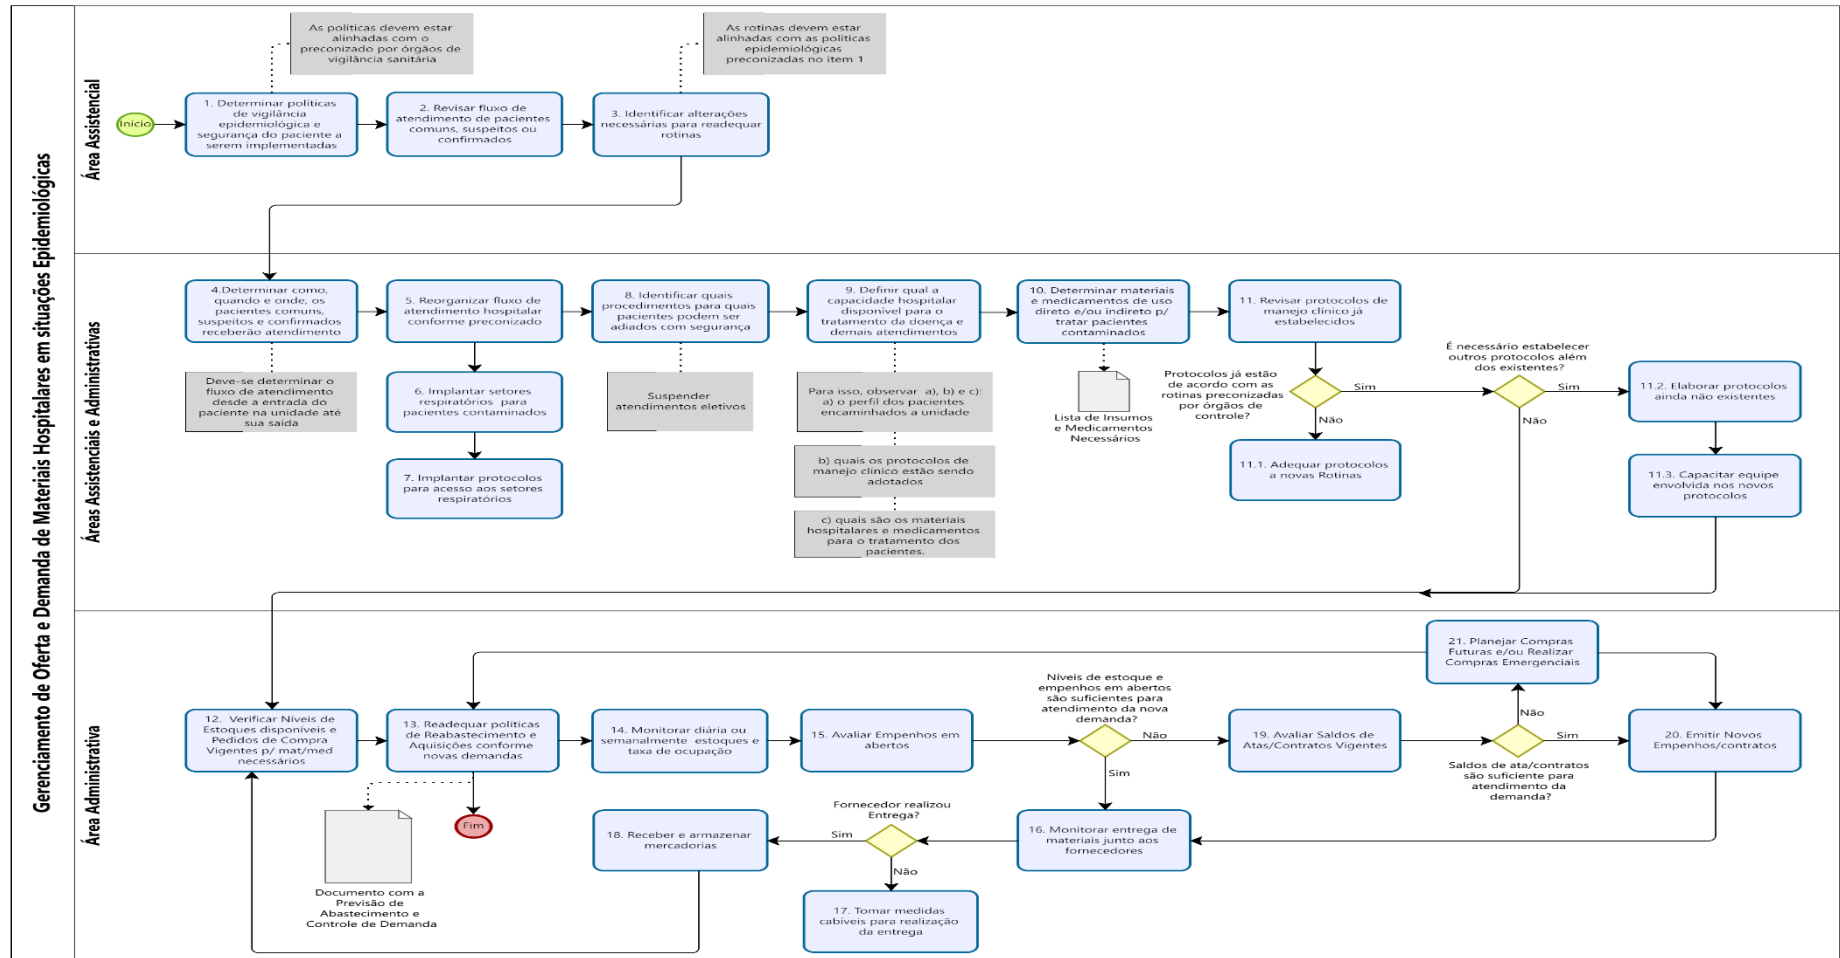 Gerenciamento de Oferta e Demanda de Materiais Hospitalares em situações Epidemiológicas
Área Assistencial
As políticas devem estar
alinhadas com o
preconizado por órgãos de
vigilância sanitária
As rotinas devem estar
alinhadas com as políticas
epidemiológicas
preconizadas no item 1
Início
1. Determinar políticas
de vigilância
epidemiológica e
segurança do paciente a
serem implementadas
2. Revisar fluxo de
atendimento de pacientes
comuns, suspeitos ou
confirmados
3. Identificar alterações
necessárias para readequar
rotinas
Áreas Assistenciais e Administrativas
4.Determinar como,
quando e onde, os
pacientes comuns,
suspeitos e confirmados
receberão atendimento
5. Reorganizar fluxo de
atendimento hospitalar
conforme preconizado
8. Identificar quais
procedimentos para quais
pacientes podem ser
adiados com segurança
9. Definir qual a
capacidade hospitalar
disponível para o
tratamento da doença e
demais atendimentos
10. Determinar materiais
e medicamentos de uso
direto e/ou indireto p/
tratar pacientes
contaminados
11. Revisar protocolos de
manejo clínico já
estabelecidos
É necessário estabelecer
outros protocolos além
dos existentes?
Deve-se determinar o
fluxo de atendimento
desde a entrada do
paciente na unidade até
sua saída
6. Implantar setores
respiratórios para
pacientes contaminados
Suspender
atendimentos eletivos
Para isso, observar a), b) e c):
a) o perfil dos pacientes
encaminhados a unidade
Lista de Insumos
e Medicamentos
Necessários
Protocolos já estão
de acordo com as
rotinas preconizadas
por órgãos de
controle?
Sim
Não
Sim
Não
11.2. Elaborar protocolos
ainda não existentes
7. Implantar protocolos
para acesso aos setores
respiratórios
b) quais os protocolos de
manejo clínico estão sendo
adotados
11.1. Adequar protocolos
a novas Rotinas
11.3. Capacitar equipe
envolvida nos novos
protocolos
c) quais são os materiais
hospitalares e medicamentos
para o tratamento dos
pacientes.
Área Administrativa
21. Planejar Compras
Futuras e/ou Realizar
Compras Emergenciais
Níveis de estoque e
empenhos em abertos
são suficientes para
atendimento da nova
demanda?
12. Verificar Níveis de
Estoques disponíveis e
Pedidos de Compra
Vigentes p/ mat/med
necessários
13. Readequar políticas
de Reabastecimento e
Aquisições conforme
novas demandas
14. Monitorar diária ou
semanalmente estoques e
taxa de ocupação
15. Avaliar Empenhos em
abertos
Não
Sim
19. Avaliar Saldos de
Atas/Contratos Vigentes
Não
Sim
Saldos de ata/contratos
são suficiente para
atendimento da
demanda?
20. Emitir Novos
Empenhos/contratos
Fim
Documento com a
Previsão de
Abastecimento e
Controle de Demanda
18. Receber e armazenar
mercadorias
Fornecedor realizou
Entrega?
Sim
Não
16. Monitorar entrega de
materiais junto aos
fornecedores
17. Tomar medidas
cabíveis para realização
da entrega